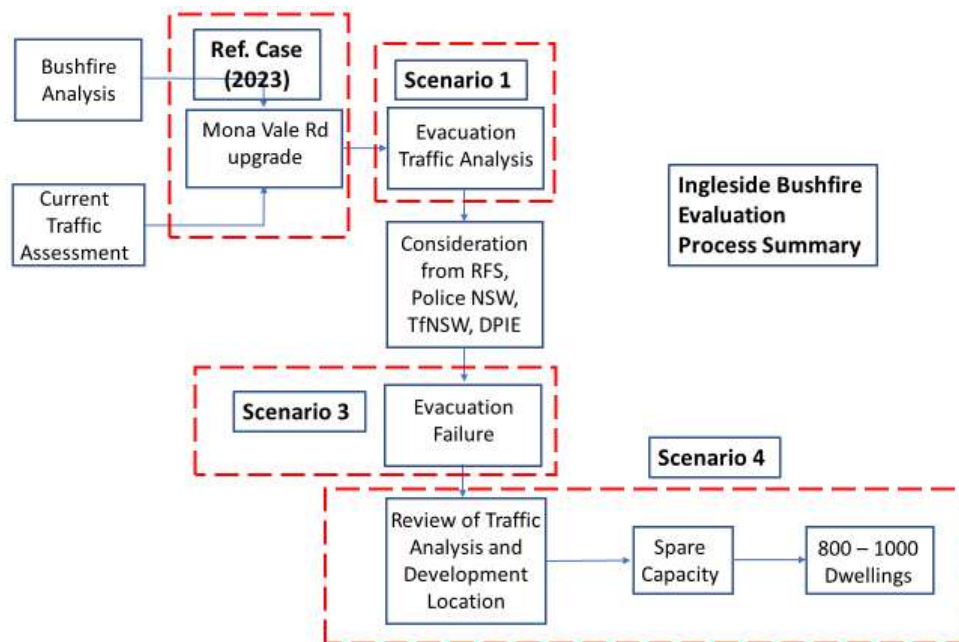 Bushfire
Analysis
Ref. Case
(2023)
Mona Vale Rd
upgrade
Current
Traffic
Assessment
Scenario 1
Evacuation
Traffic Analysis
Ingleside Bushfire
Evaluation
Process Summary
Consideration
from RFS,
Police NSW,
TfNSW, DPIE
Scenario 3
Evacuation
Failure
Scenario 4
Review of Traffic
Analysis and
Development
Location
Spare
Capacity
800 – 1000
Dwellings